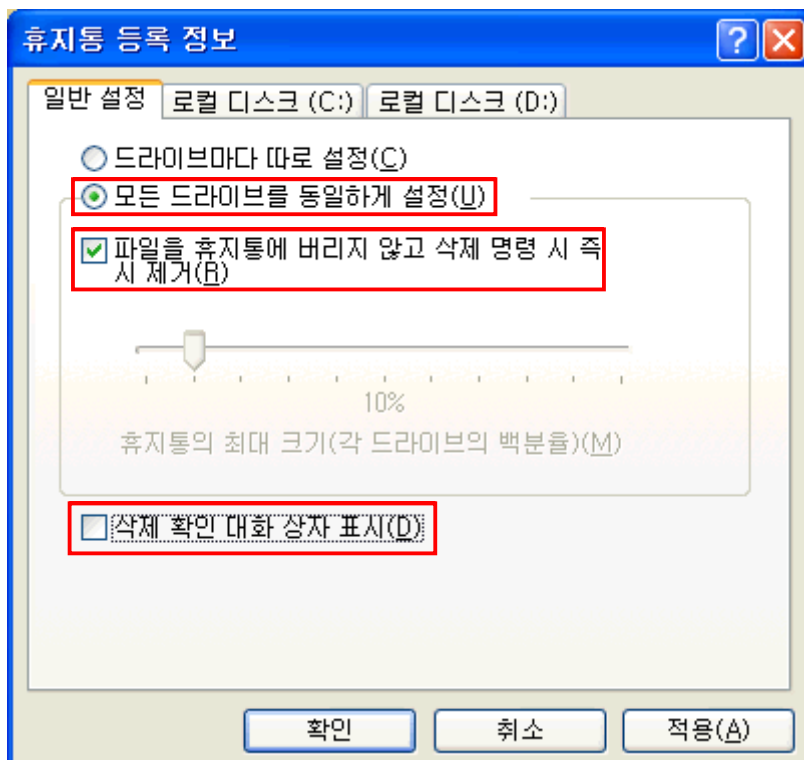 휴지통 등록 정보
일반 설정 로컬 디스크 (C:) 로컬 디스크 (D:)
드라이브마다 따로 설정(C)
모든 드라이브를 동일하게 설정(U)
파일을 휴지통에 버리지 않고 삭제 명령 시 즉
시 제거(R)
10%
휴지통의 최대 크기(각 드라이브의 백분율)(M)
삭제 확인 대화 상자 표시(D)
확인 취소 적용(A)